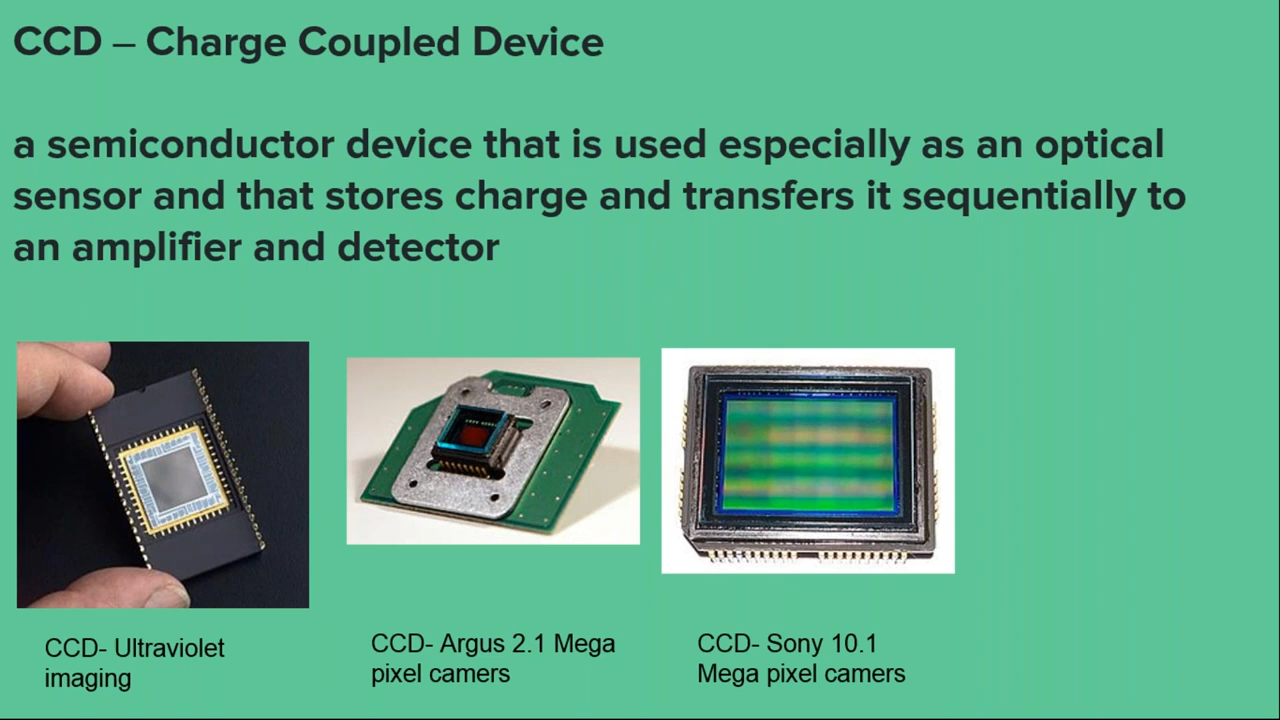 CCD – Charge Coupled Device
a semiconductor device that is used especially as an optical
sensor and that stores charge and transfers it sequentially to
an amplifier and detector
CCD- Ultraviolet
imaging
CCD- Argus 2.1 Mega
pixel camers
CCD- Sony 10.1
Mega pixel camers